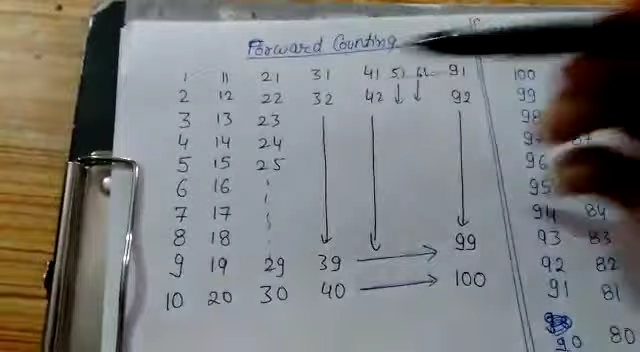 Forward Counting
1 11 21 31 41 51 91 100
2 12 22 32 42 92 99
3 13 23 98
4 14 24
5 15 25 96
6 16 95
7 17 94 84
8 18 99 93 83
9 19 29 39 92 82
10 20 30 40 100 91 81
90 80